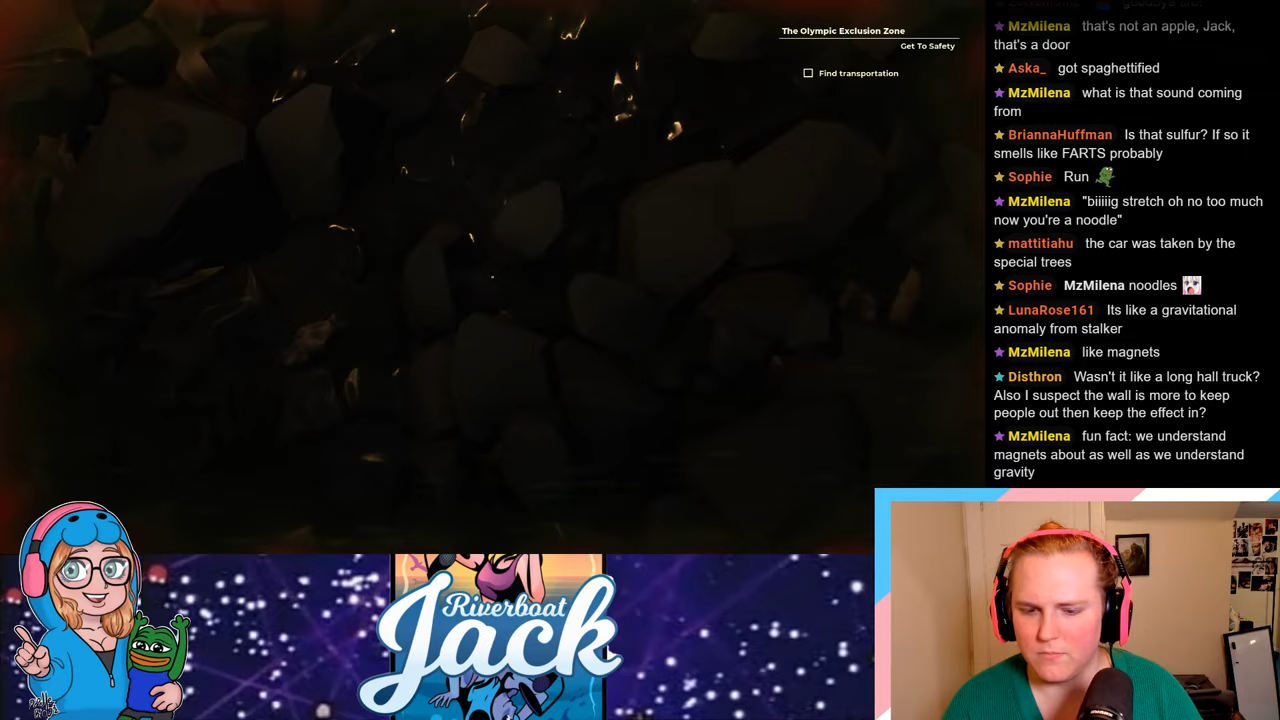 The Olympic Exclusion Zone
Get To Safety
Find transportation
MzMilena that's not an apple, Jack,
that's a door
Aska_ got spaghettified
MzMilena what is that sound coming
from
BriannaHuffman Is that sulfur? If so it
smells like FARTS probably
Sophie Run
MzMilena "biiiiig stretch oh no too much
now you're a noodle"
mattitiahu the car was taken by the
special trees
Sophie MzMilena noodles
LunaRose161 Its like a gravitational
anomaly from stalker
MzMilena like magnets
Disthron Wasn't it like a long hall truck?
Also I suspect the wall is more to keep
people out then keep the effect in?
MzMilena fun fact: we understand
magnets about as well as we understand
gravity
Riverboat
Jack